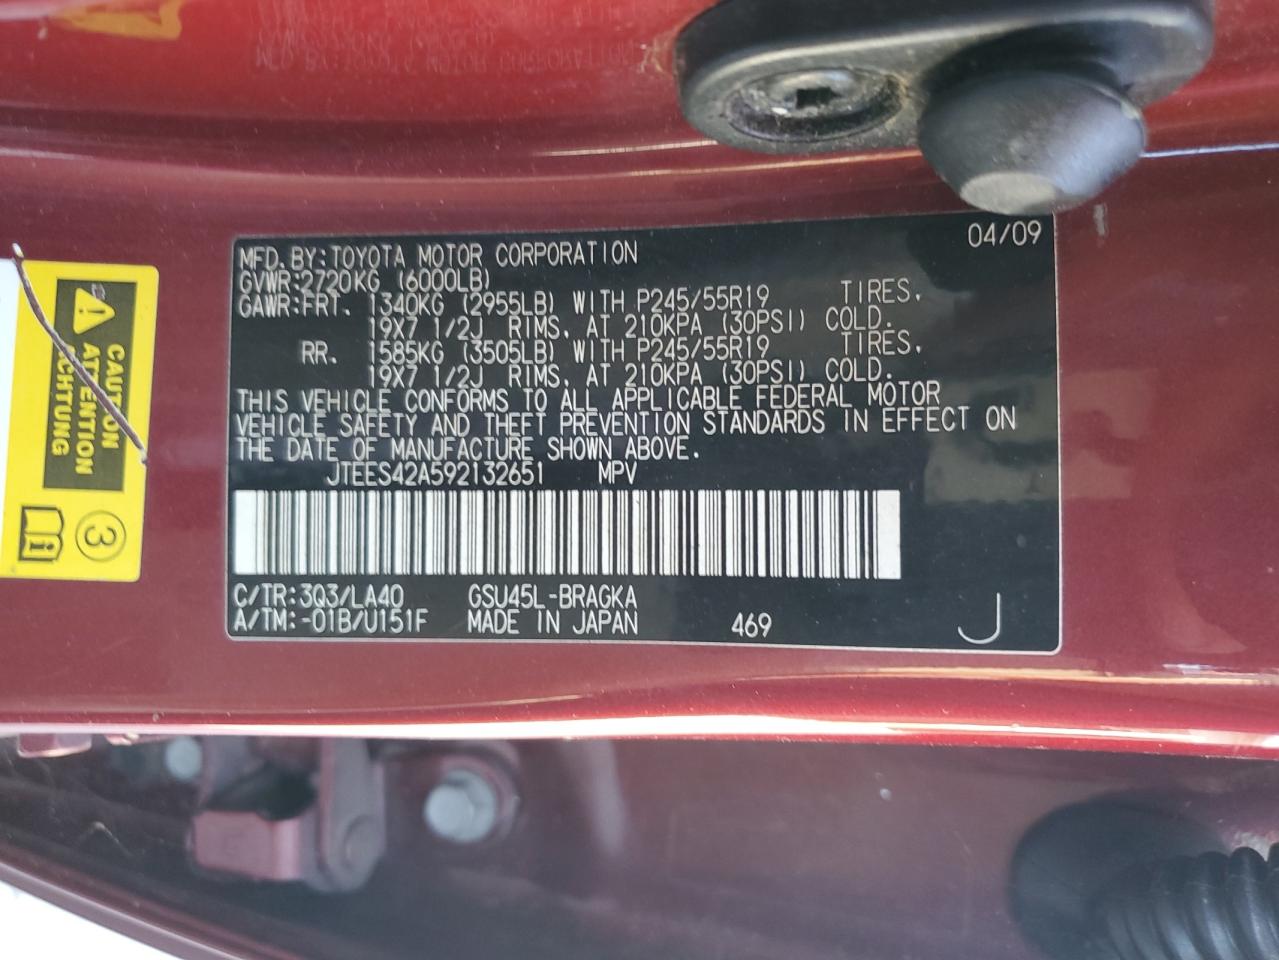 MFD. BY: TOYOTA MOTOR CORPORATION 04/09
GVWR: 2720KG (6000LB)
GAWR: FRT. 1340KG (2955LB) WITH P245/55R19 TIRES,
19X7 1/2J RIMS, AT 210KPA (30PSI) COLD.
RR. 1585KG (3505LB) WITH P245/55R19 TIRES,
19X7 1/2J RIMS, AT 210KPA (30PSI) COLD.
THIS VEHICLE CONFORMS TO ALL APPLICABLE FEDERAL MOTOR
VEHICLE SAFETY AND THEFT PREVENTION STANDARDS IN EFFECT ON
THE DATE OF MANUFACTURE SHOWN ABOVE.
JTEES42A592132651 MPV
C/TR: 3Q3/LA40 GSU45L-BRAGKA
A/TM: -01B/U151F MADE IN JAPAN 469 J
CAUTION
ATTENTION
ACHTUNG
3